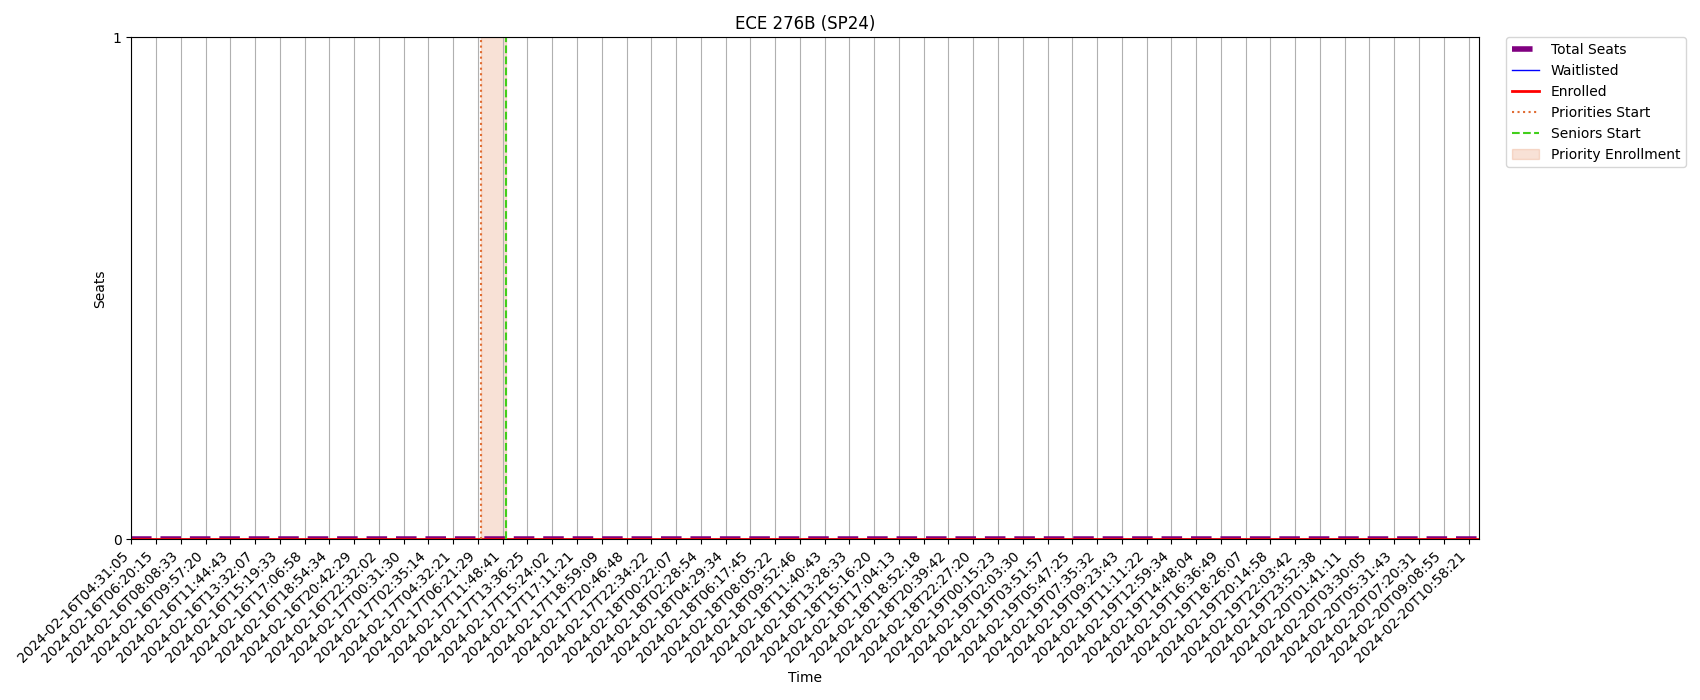 ECE 276B (SP24)
1
0
Seats
Total Seats
Waitlisted
Enrolled
Priorities Start
Seniors Start
Priority Enrollment
2024-02-16T04:31:05
2024-02-16T06:20:15
2024-02-16T08:08:33
2024-02-16T09:57:20
2024-02-16T11:44:43
2024-02-16T13:32:07
2024-02-16T15:19:33
2024-02-16T17:06:58
2024-02-16T18:54:34
2024-02-16T20:42:29
2024-02-16T22:32:02
2024-02-17T00:31:30
2024-02-17T02:35:14
2024-02-17T04:32:21
2024-02-17T06:21:29
2024-02-17T11:48:41
2024-02-17T13:36:25
2024-02-17T15:24:02
2024-02-17T17:11:21
2024-02-17T18:59:09
2024-02-17T20:46:48
2024-02-17T22:34:22
2024-02-18T00:22:07
2024-02-18T02:28:54
2024-02-18T04:29:34
2024-02-18T06:17:45
2024-02-18T08:05:22
2024-02-18T09:52:46
2024-02-18T11:40:43
2024-02-18T13:28:33
2024-02-18T15:16:20
2024-02-18T17:04:13
2024-02-18T18:52:18
2024-02-18T20:39:42
2024-02-18T22:27:20
2024-02-19T00:15:23
2024-02-19T02:03:30
2024-02-19T03:51:57
2024-02-19T05:47:25
2024-02-19T07:35:32
2024-02-19T09:23:43
2024-02-19T11:11:22
2024-02-19T12:59:34
2024-02-19T14:48:04
2024-02-19T16:36:49
2024-02-19T18:26:07
2024-02-19T20:14:58
2024-02-19T22:03:42
2024-02-19T23:52:38
2024-02-20T01:41:11
2024-02-20T03:30:05
2024-02-20T05:31:43
2024-02-20T07:20:31
2024-02-20T09:08:55
2024-02-20T10:58:21
Time